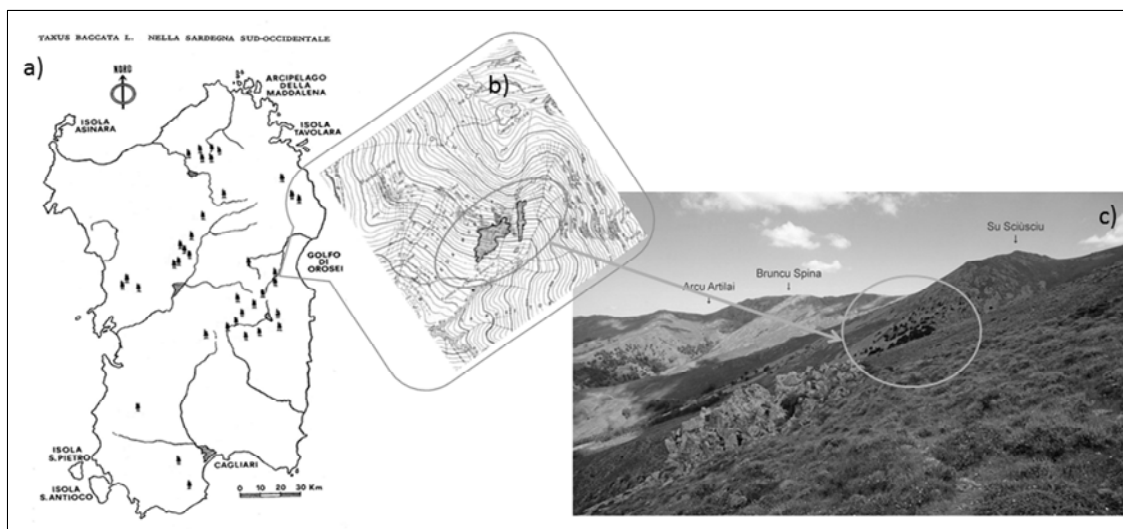 TAXUS BACCATA L. NELLA SARDEGNA SUD-OCCIDENTALE
a)
NORD
ARCIPELAGO
DELLA
MADDALENA
ISOLA
ASINARA
ISOLA
TAVOLARA
GOLFO
DI
OROSEI
ISOLA
S.PIETRO
ISOLA
S.ANTIOCO
CAGLIARI
0 10 20 30 Km
b)
c)
Su Sciùsciu
Bruncu Spina
Arcu Artilai